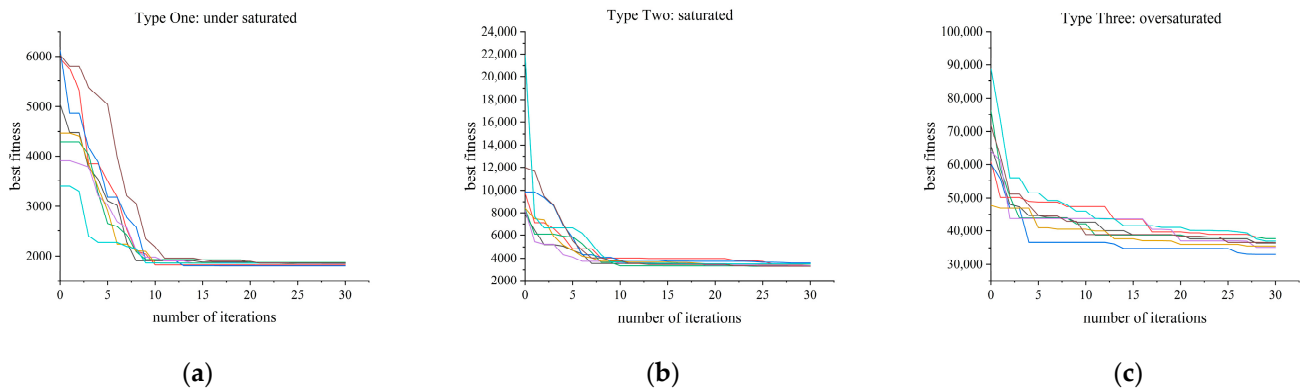 Type One: under saturated
6000
5000
4000
3000
2000
best fitness
0 5 10 15 20 25 30
number of iterations
(a)
Type Two: saturated
24,000
22,000
20,000
18,000
16,000
14,000
12,000
10,000
8000
6000
4000
2000
best fitness
0 5 10 15 20 25 30
number of iterations
(b)
Type Three: oversaturated
100,000
90,000
80,000
70,000
60,000
50,000
40,000
30,000
best fitness
0 5 10 15 20 25 30
number of iterations
(c)